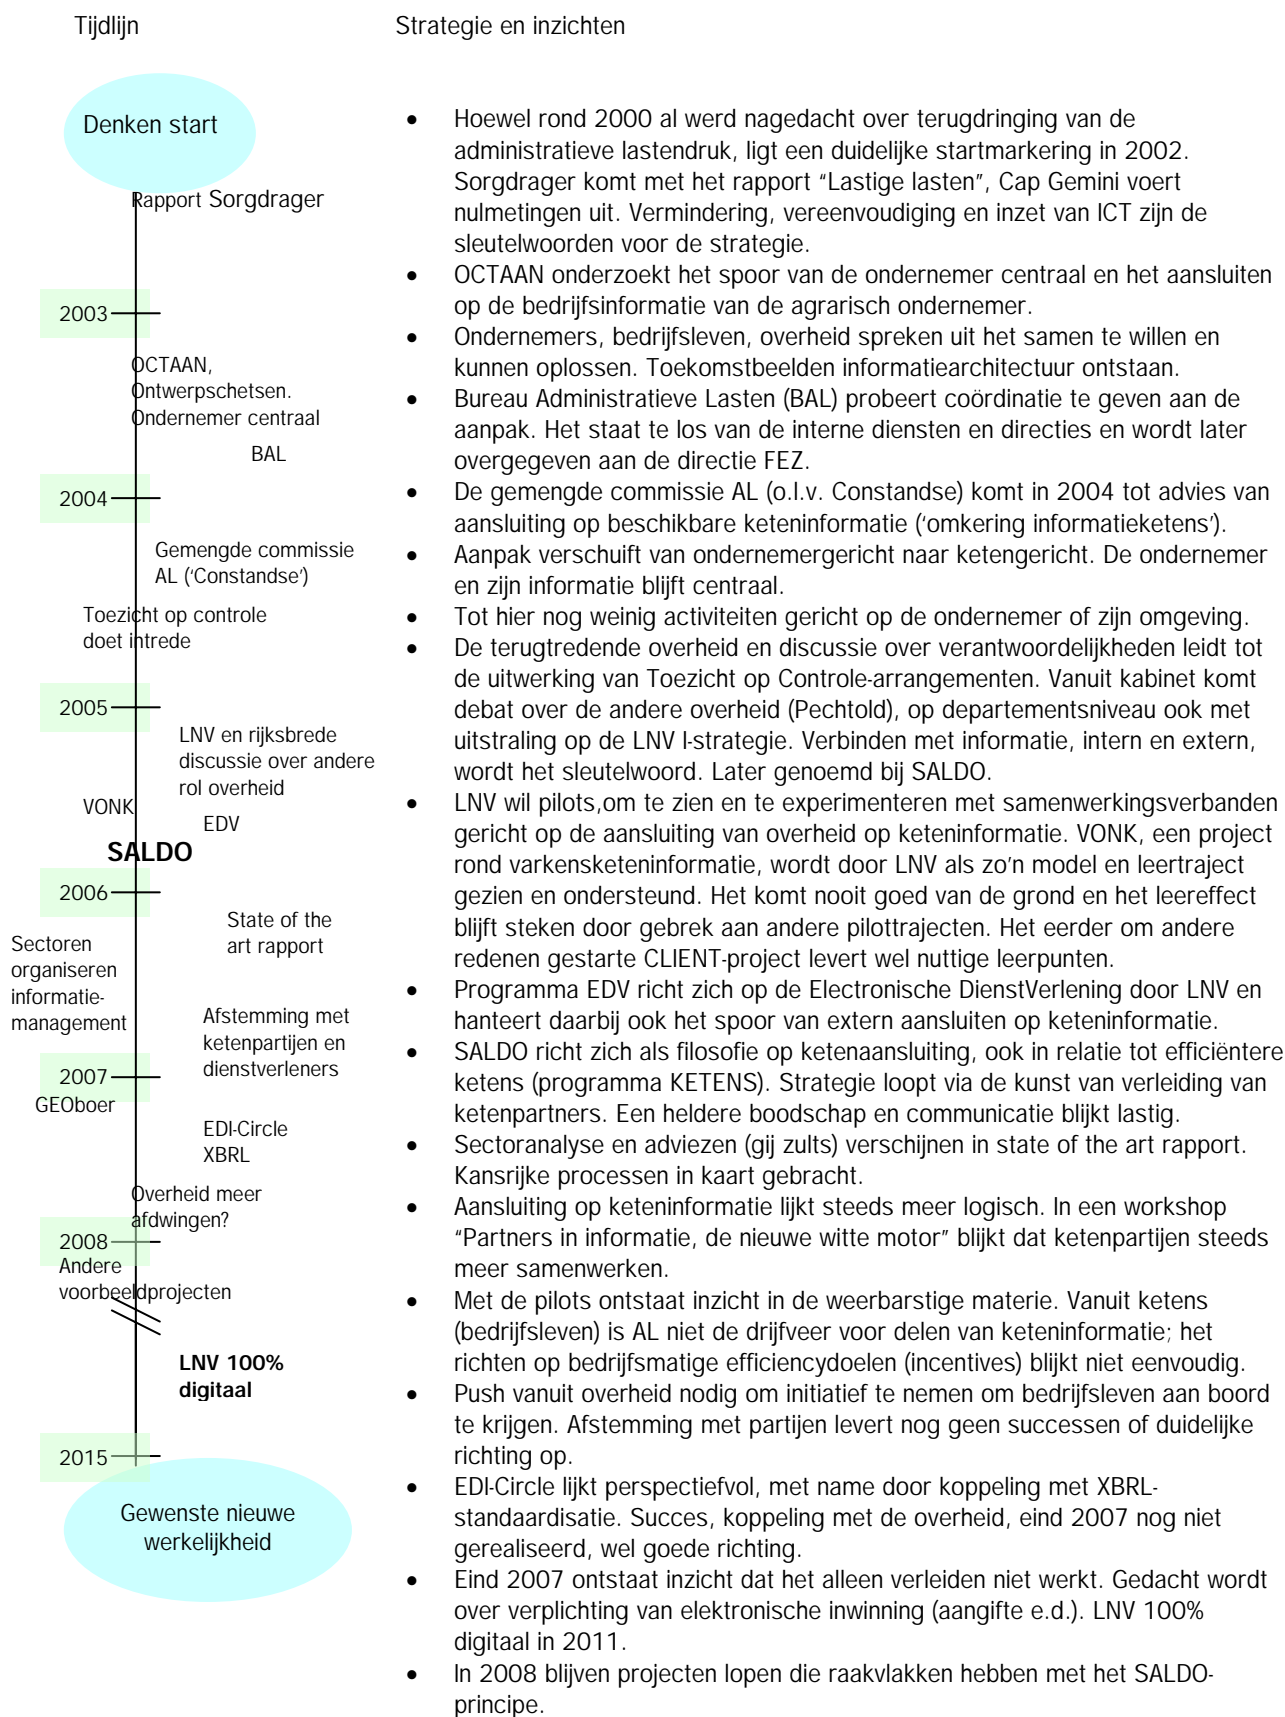 Tijdlijn
Strategie en inzichten
Denken start
Rapport Sorgdrager
2003
OCTAAN,
Ontwerpschetsen.
Ondernemer centraal
BAL
2004
Gemengde commissie
AL (‘Constandse’)
Toezicht op controle
doet intrede
2005
LNV en rijksbrede
discussie over andere
rol overheid
VONK
EDV
SALDO
2006
State of the
art rapport
Sectoren
organiseren
informatie-
management
Afstemming met
ketenpartijen en
dienstverleners
2007
GEOboer
EDI-Circle
XBRL
Overheid meer
afdwingen?
2008
Andere
voorbeeldprojecten
LNV 100%
digitaal
2015
Gewenste nieuwe
werkelijkheid
• Hoewel rond 2000 al werd nagedacht over terugdringing van de
administratieve lastendruk, ligt een duidelijke startmarkering in 2002.
Sorgdrager komt met het rapport “Lastige lasten”, Cap Gemini voert
nulmetingen uit. Vermindering, vereenvoudiging en inzet van ICT zijn de
sleutelwoorden voor de strategie.
• OCTAAN onderzoekt het spoor van de ondernemer centraal en het aansluiten
op de bedrijfsinformatie van de agrarisch ondernemer.
• Ondernemers, bedrijfsleven, overheid spreken uit het samen te willen en
kunnen oplossen. Toekomstbeelden informatiearchitectuur ontstaan.
• Bureau Administratieve Lasten (BAL) probeert coördinatie te geven aan de
aanpak. Het staat te los van de interne diensten en directies en wordt later
overgegeven aan de directie FEZ.
• De gemengde commissie AL (o.l.v. Constandse) komt in 2004 tot advies van
aansluiting op beschikbare keteninformatie (‘omkering informatieketens’).
• Aanpak verschuift van ondernemergericht naar ketengericht. De ondernemer
en zijn informatie blijft centraal.
• Tot hier nog weinig activiteiten gericht op de ondernemer of zijn omgeving.
• De terugtredende overheid en discussie over verantwoordelijkheden leidt tot
de uitwerking van Toezicht op Controle-arrangementen. Vanuit kabinet komt
debat over de andere overheid (Pechtold), op departementsniveau ook met
uitstraling op de LNV I-strategie. Verbinden met informatie, intern en extern,
wordt het sleutelwoord. Later genoemd bij SALDO.
• LNV wil pilots,om te zien en te experimenteren met samenwerkingsverbanden
gericht op de aansluiting van overheid op keteninformatie. VONK, een project
rond varkensketeninformatie, wordt door LNV als zo’n model en leertraject
gezien en ondersteund. Het komt nooit goed van de grond en het leereffect
blijft steken door gebrek aan andere pilottrajecten. Het eerder om andere
redenen gestarte CLIENT-project levert wel nuttige leerpunten.
• Programma EDV richt zich op de Electronische DienstVerlening door LNV en
hanteert daarbij ook het spoor van extern aansluiten op keteninformatie.
• SALDO richt zich als filosofie op ketenaansluiting, ook in relatie tot efficiëntere
ketens (programma KETENS). Strategie loopt via de kunst van verleiding van
ketenpartners. Een heldere boodschap en communicatie blijkt lastig.
• Sectoranalyse en adviezen (gij zults) verschijnen in state of the art rapport.
Kansrijke processen in kaart gebracht.
• Aansluiting op keteninformatie lijkt steeds meer logisch. In een workshop
“Partners in informatie, de nieuwe witte motor” blijkt dat ketenpartijen steeds
meer samenwerken.
• Met de pilots ontstaat inzicht in de weerbarstige materie. Vanuit ketens
(bedrijfsleven) is AL niet de drijfveer voor delen van keteninformatie; het
richten op bedrijfsmatige efficiencydoelen (incentives) blijkt niet eenvoudig.
• Push vanuit overheid nodig om initiatief te nemen om bedrijfsleven aan boord
te krijgen. Afstemming met partijen levert nog geen successen of duidelijke
richting op.
• EDI-Circle lijkt perspectiefvol, met name door koppeling met XBRL-
standaardisatie. Succes, koppeling met de overheid, eind 2007 nog niet
gerealiseerd, wel goede richting.
• Eind 2007 ontstaat inzicht dat het alleen verleiden niet werkt. Gedacht wordt
over verplichting van elektronische inwinning (aangifte e.d.). LNV 100%
digitaal in 2011.
• In 2008 blijven projecten lopen die raakvlakken hebben met het SALDO-
principe.